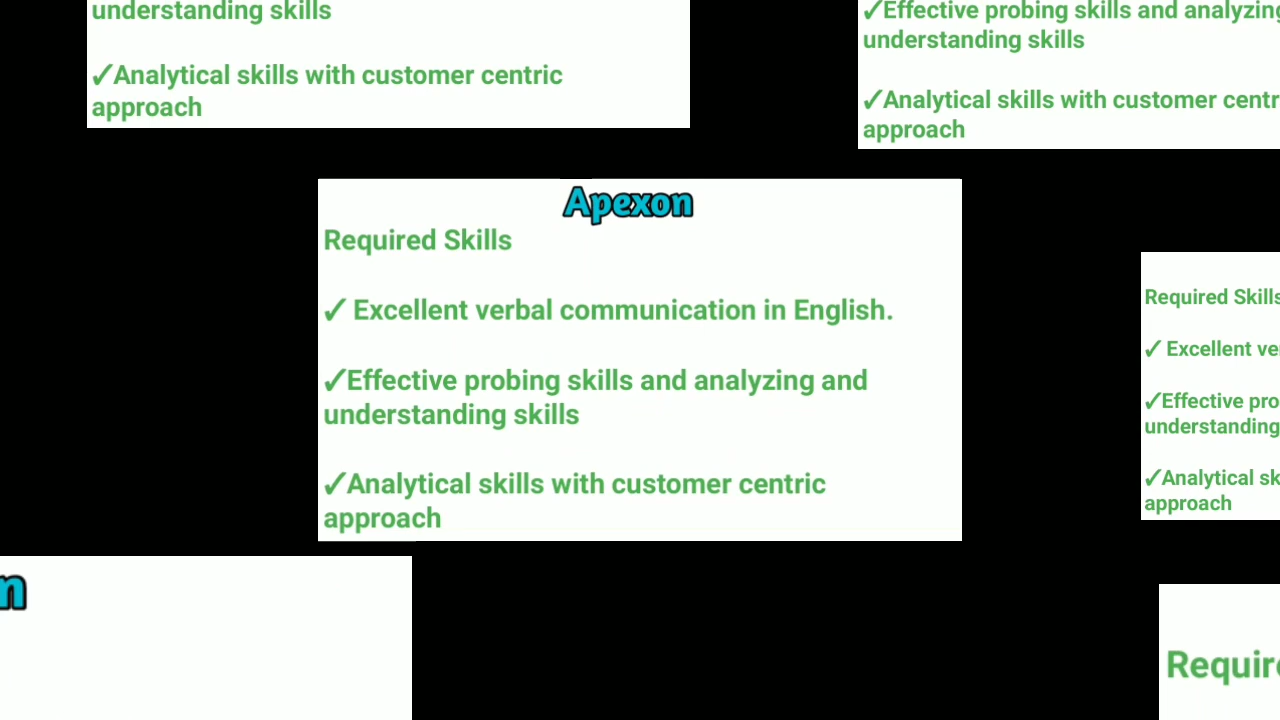 understanding skills
✓Analytical skills with customer centric
approach
✓Effective probing skills and analyzing
understanding skills
✓Analytical skills with customer centr
approach
Apexon
Required Skills
✓ Excellent verbal communication in English.
✓Effective probing skills and analyzing and
understanding skills
✓Analytical skills with customer centric
approach
Required Skills
✓ Excellent ve
✓Effective pro
understanding
✓Analytical sk
approach
n
Require